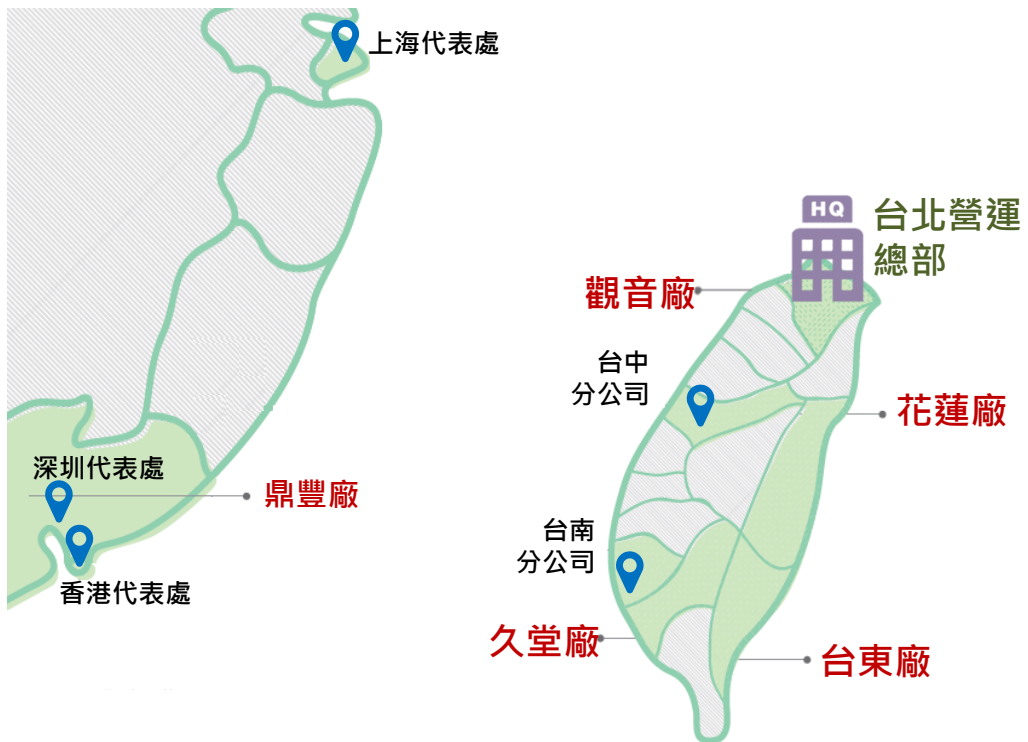 上海代表處
HQ
台北營運
總部
觀音廠
台中
分公司
花蓮廠
深圳代表處
鼎豐廠
台南
分公司
香港代表處
久堂廠
台東廠